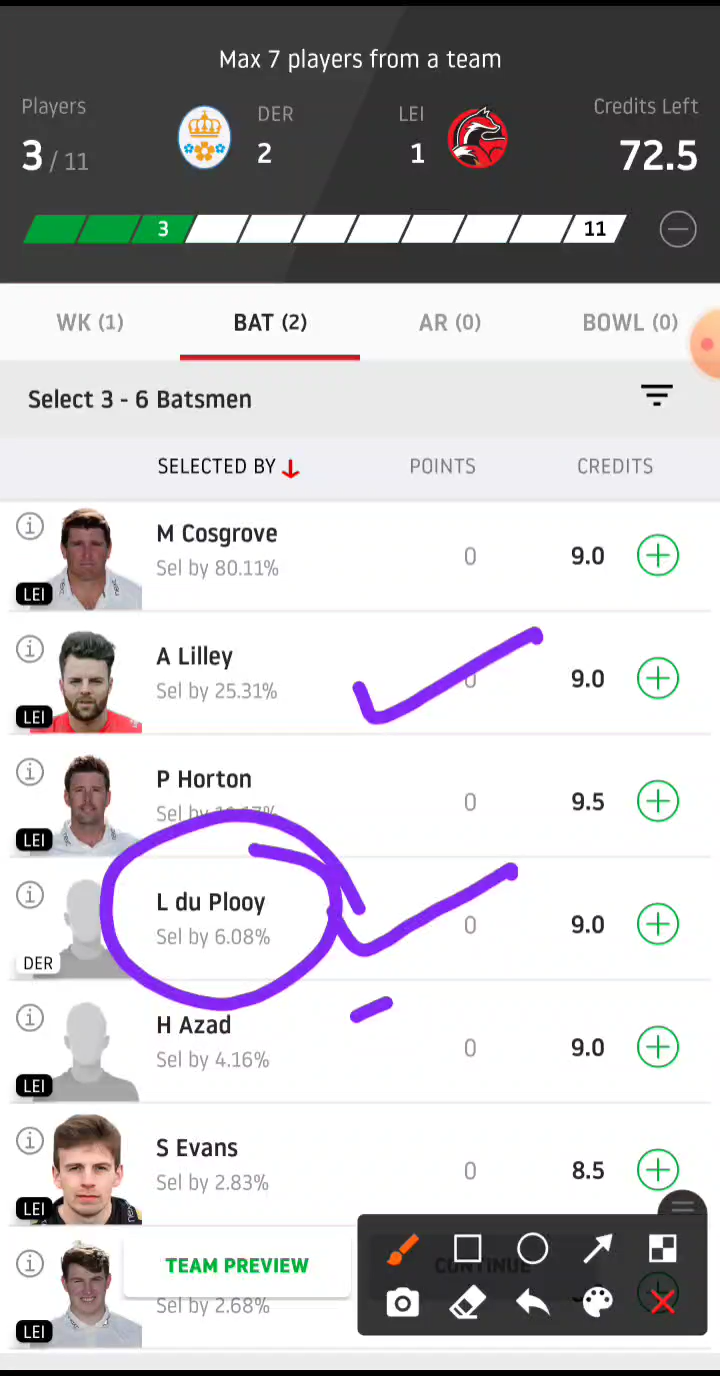 Max 7 players from a team
Players
DER
LEI
Credits Left
3 / 11
2
1
72.5
3
11
WK (1)
BAT (2)
AR (0)
BOWL (0)
Select 3 - 6 Batsmen
SELECTED BY
POINTS
CREDITS
M Cosgrove
Sel by 80.11%
0
9.0
LEI
A Lilley
Sel by 25.31%
0
9.0
LEI
P Horton
Sel by
0
9.5
LEI
L du Plooy
Sel by 6.08%
0
9.0
DER
H Azad
Sel by 4.16%
0
9.0
LEI
S Evans
Sel by 2.83%
0
8.5
LEI
TEAM PREVIEW
CONTINUE
Sel by 2.68%
LEI